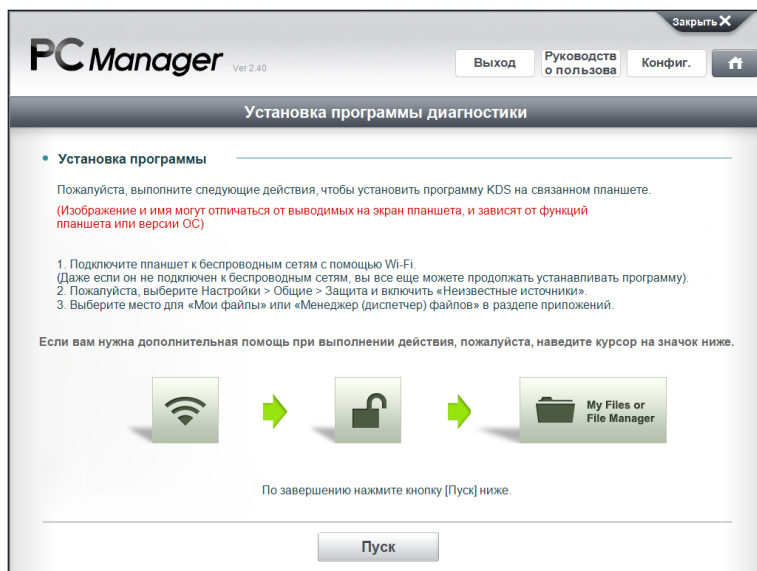 Закрыть X
PC Manager Ver 2.40
Выход
Руководств
о пользова
Конфиг.
Установка программы диагностики
• Установка программы
Пожалуйста, выполните следующие действия, чтобы установить программу KDS на связанном планшете.
(Изображение и имя могут отличаться от выводимых на экран планшета, и зависят от функций
планшета или версии ОС)
1. Подключите планшет к беспроводным сетям с помощью Wi-Fi.
(Даже если он не подключен к беспроводным сетям, вы все еще можете продолжать устанавливать программу).
2. Пожалуйста, выберите Настройки > Общие > Защита и включить «Неизвестные источники».
3. Выберите место для «Мои файлы» или «Менеджер (диспетчер) файлов» в разделе приложений.
Если вам нужна дополнительная помощь при выполнении действия, пожалуйста, наведите курсор на значок ниже.
My Files or
File Manager
По завершению нажмите кнопку [Пуск] ниже.
Пуск